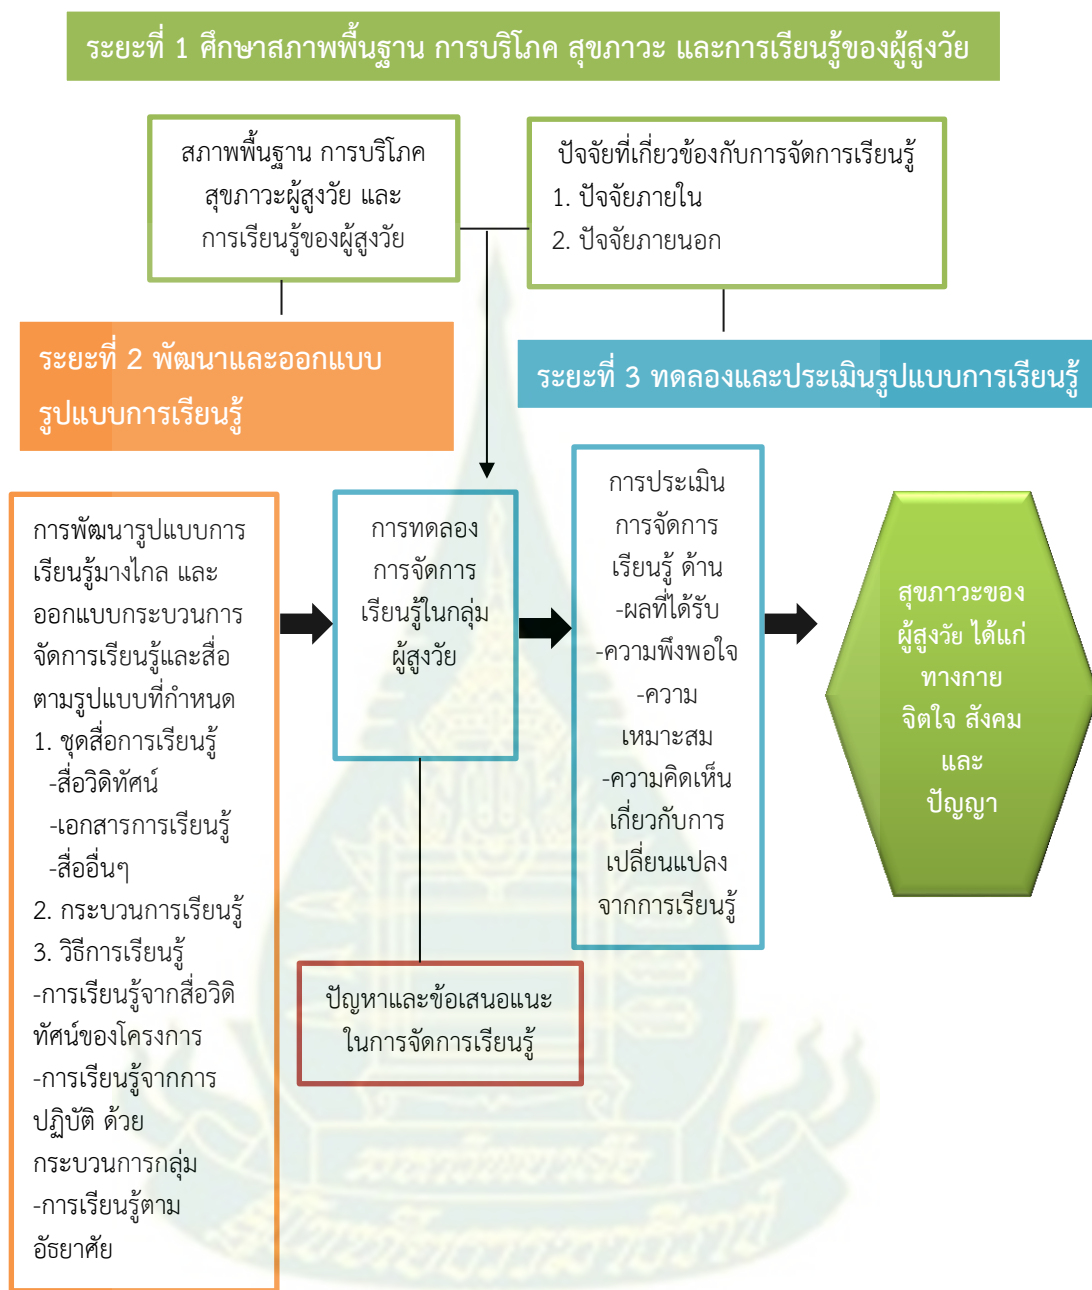 ระยะที่ 1 ศึกษาสภาพพื้นฐาน การบริโภค สุขภาวะ และการเรียนรู้ของผู้สูงวัย
สภาพพื้นฐาน การบริโภค
สุขภาวะผู้สูงวัย และ
การเรียนรู้ของผู้สูงวัย
ปัจจัยที่เกี่ยวข้องกับการจัดการเรียนรู้
1. ปัจจัยภายใน
2. ปัจจัยภายนอก
ระยะที่ 2 พัฒนาและออกแบบ
รูปแบบการเรียนรู้
ระยะที่ 3 ทดลองและประเมินรูปแบบการเรียนรู้
การพัฒนารูปแบบการ
เรียนรู้มางไกล และ
ออกแบบกระบวนการ
จัดการเรียนรู้และสื่อ
ตามรูปแบบที่กำหนด
1. ชุดสื่อการเรียนรู้
-สื่อวิดิทัศน์
-เอกสารการเรียนรู้
-สื่ออื่นๆ
2. กระบวนการเรียนรู้
3. วิธีการเรียนรู้
-การเรียนรู้จากสื่อวิดิ
ทัศน์ของโครงการ
-การเรียนรู้จากการ
ปฏิบัติ ด้วย
กระบวนการกลุ่ม
-การเรียนรู้ตาม
อัธยาศัย
การทดลอง
การจัดการ
เรียนรู้ในกลุ่ม
ผู้สูงวัย
การประเมิน
การจัดการ
เรียนรู้ ด้าน
-ผลที่ได้รับ
-ความพึงพอใจ
-ความ
เหมาะสม
-ความคิดเห็น
เกี่ยวกับการ
เปลี่ยนแปลง
จากการเรียนรู้
สุขภาวะของ
ผู้สูงวัย ได้แก่
ทางกาย
จิตใจ สังคม
และ
ปัญญา
ปัญหาและข้อเสนอแนะ
ในการจัดการเรียนรู้
มหาวิทยาลัย
สุโขทัยธรรมาธิราช